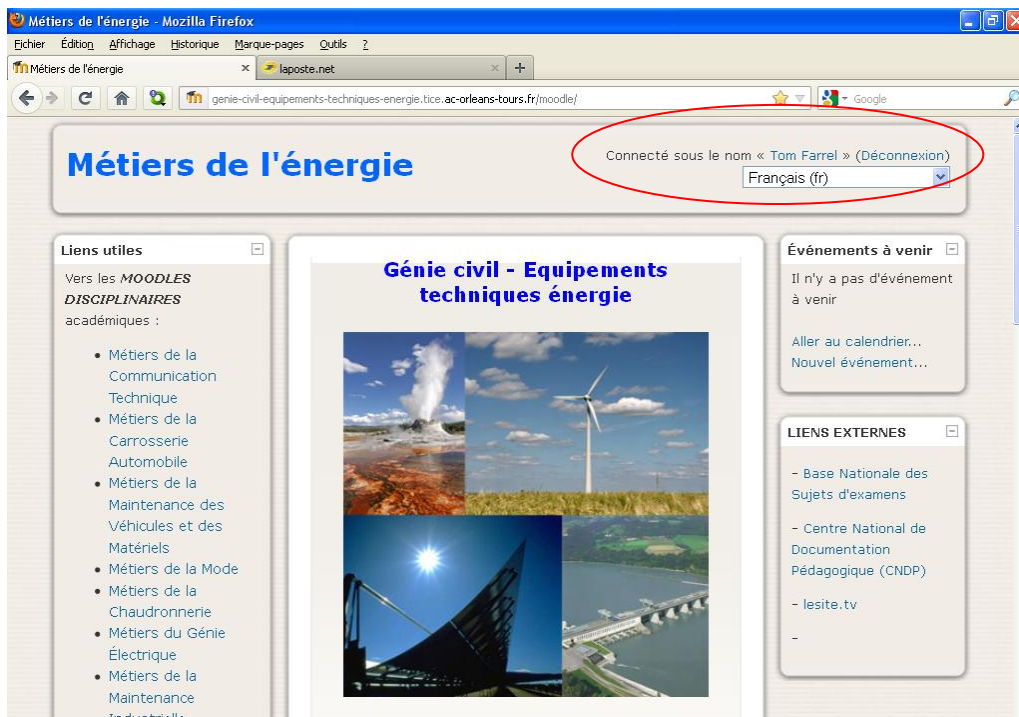 Métiers de l'énergie - Mozilla Firefox
Fichier Édition Affichage Historique Marque-pages Outils ?
Métiers de l'énergie
laposte.net
genie-civil-equipements-techniques-energie.tice.ac-orleans-tours.fr/moodle/
Google
Métiers de l'énergie
Connecté sous le nom « Tom Farrel » (Déconnexion)
Français (fr)
Liens utiles
Vers les MOODLES
DISCIPLINAIRES
académiques :
• Métiers de la
Communication
Technique
• Métiers de la
Carrosserie
Automobile
• Métiers de la
Maintenance des
Véhicules et des
Matériels
• Métiers de la Mode
• Métiers de la
Chaudronnerie
• Métiers du Génie
Électrique
• Métiers de la
Maintenance
Industrielle
Génie civil - Equipements
techniques énergie
Événements à venir
Il n'y a pas d'événement
à venir
Aller au calendrier...
Nouvel événement...
LIENS EXTERNES
- Base Nationale des
Sujets d'examens
- Centre National de
Documentation
Pédagogique (CNDP)
- lesite.tv
-